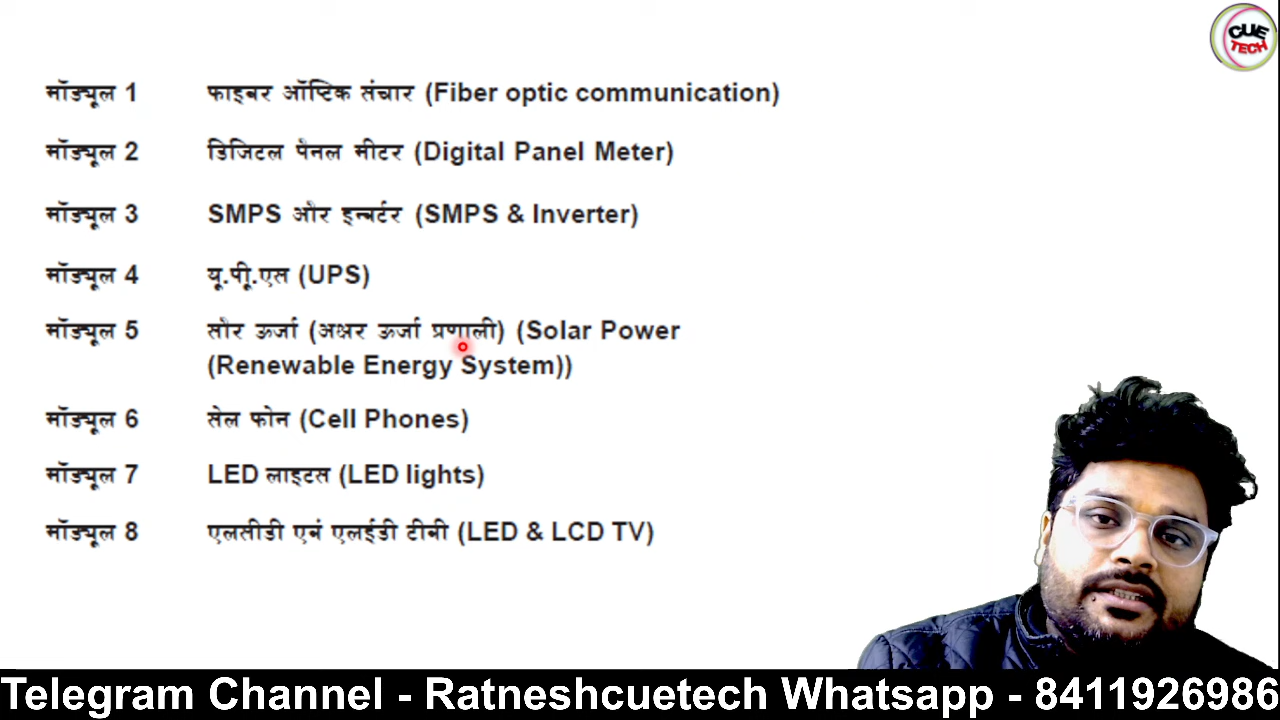 CUE
TECH
मॉड्यूल 1 फाइबर ऑप्टिक संचार (Fiber optic communication)
मॉड्यूल 2 डिजिटल पैनल मीटर (Digital Panel Meter)
मॉड्यूल 3 SMPS और इन्वर्टर (SMPS & Inverter)
मॉड्यूल 4 यू.पी.एस (UPS)
मॉड्यूल 5 सौर ऊर्जा (अक्षर ऊर्जा प्रणाली) (Solar Power
(Renewable Energy System))
मॉड्यूल 6 सेल फोन (Cell Phones)
मॉड्यूल 7 LED लाइटस (LED lights)
मॉड्यूल 8 एलसीडी एवं एलईडी टीवी (LED & LCD TV)
Telegram Channel - Ratneshcuetech Whatsapp - 8411926986